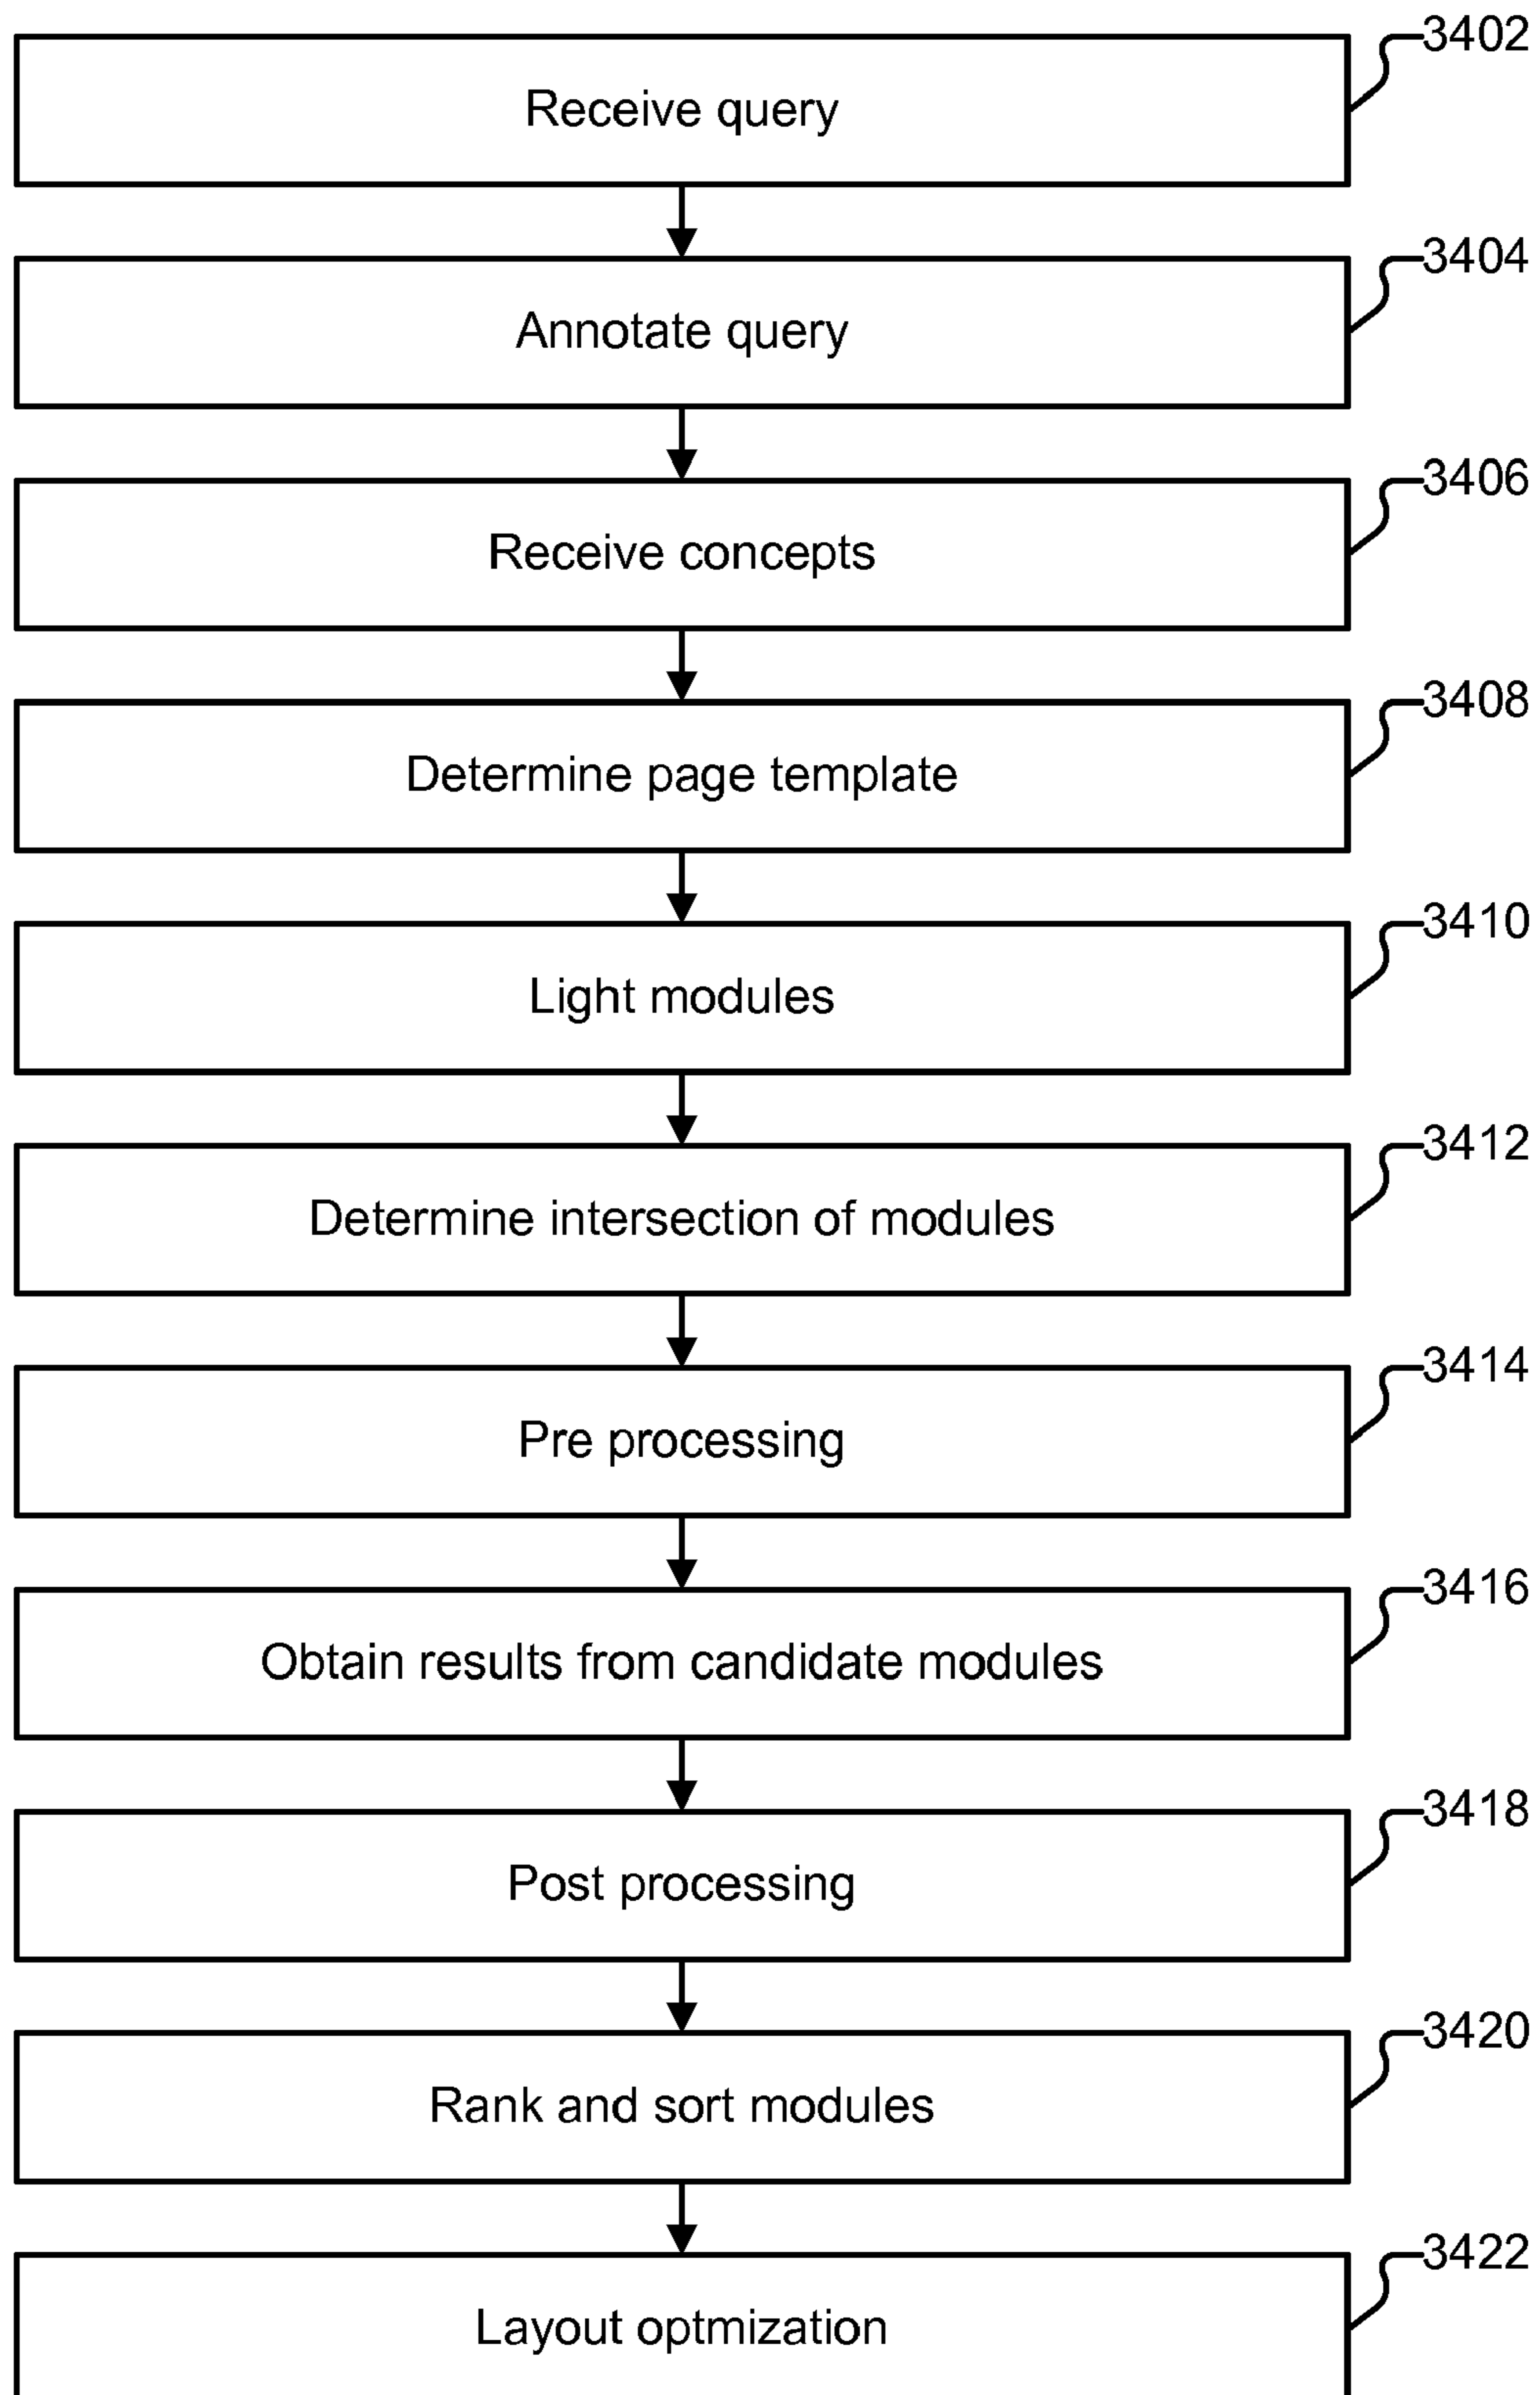 3402
Receive query
3404
Annotate query
3406
Receive concepts
3408
Determine page template
3410
Light modules
3412
Determine intersection of modules
3414
Pre processing
3416
Obtain results from candidate modules
3418
Post processing
3420
Rank and sort modules
3422
Layout optmization